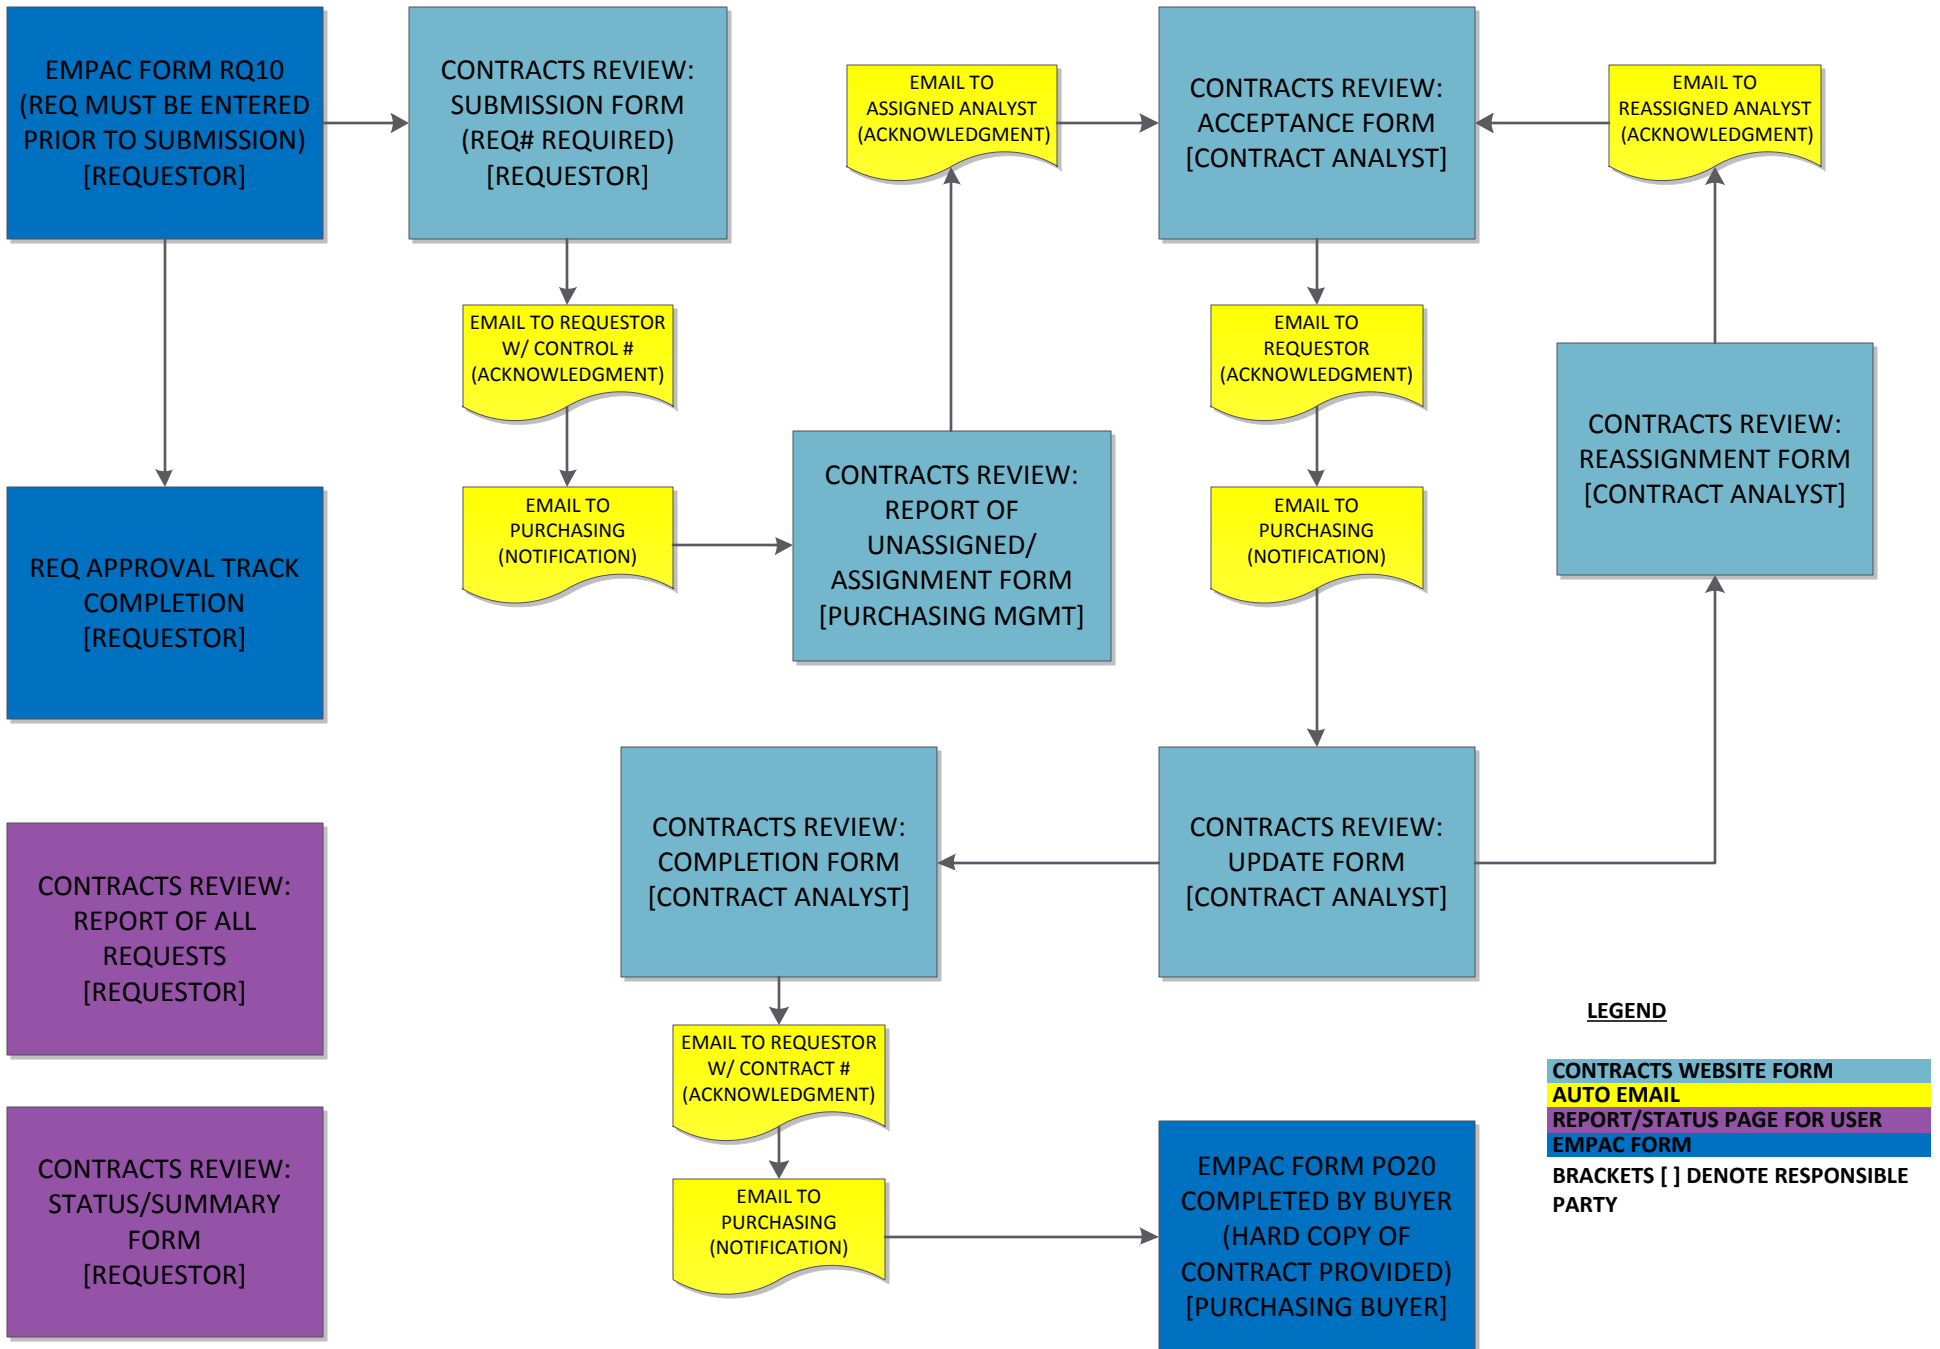 EMPAC FORM RQ10
(REQ MUST BE ENTERED
PRIOR TO SUBMISSION)
[REQUESTOR]
CONTRACTS REVIEW:
SUBMISSION FORM
(REQ# REQUIRED)
[REQUESTOR]
EMAIL TO
ASSIGNED ANALYST
(ACKNOWLEDGMENT)
CONTRACTS REVIEW:
ACCEPTANCE FORM
[CONTRACT ANALYST]
EMAIL TO
REASSIGNED ANALYST
(ACKNOWLEDGMENT)
EMAIL TO REQUESTOR
W/ CONTROL #
(ACKNOWLEDGMENT)
EMAIL TO
REQUESTOR
(ACKNOWLEDGMENT)
CONTRACTS REVIEW:
REASSIGNMENT FORM
[CONTRACT ANALYST]
REQ APPROVAL TRACK
COMPLETION
[REQUESTOR]
EMAIL TO
PURCHASING
(NOTIFICATION)
CONTRACTS REVIEW:
REPORT OF
UNASSIGNED/
ASSIGNMENT FORM
[PURCHASING MGMT]
EMAIL TO
PURCHASING
(NOTIFICATION)
CONTRACTS REVIEW:
REPORT OF ALL
REQUESTS
[REQUESTOR]
CONTRACTS REVIEW:
COMPLETION FORM
[CONTRACT ANALYST]
CONTRACTS REVIEW:
UPDATE FORM
[CONTRACT ANALYST]
CONTRACTS REVIEW:
STATUS/SUMMARY
FORM
[REQUESTOR]
EMAIL TO REQUESTOR
W/ CONTRACT #
(ACKNOWLEDGMENT)
EMAIL TO
PURCHASING
(NOTIFICATION)
EMPAC FORM PO20
COMPLETED BY BUYER
(HARD COPY OF
CONTRACT PROVIDED)
[PURCHASING BUYER]
LEGEND
CONTRACTS WEBSITE FORM
AUTO EMAIL
REPORT/STATUS PAGE FOR USER
EMPAC FORM
BRACKETS [ ] DENOTE RESPONSIBLE
PARTY